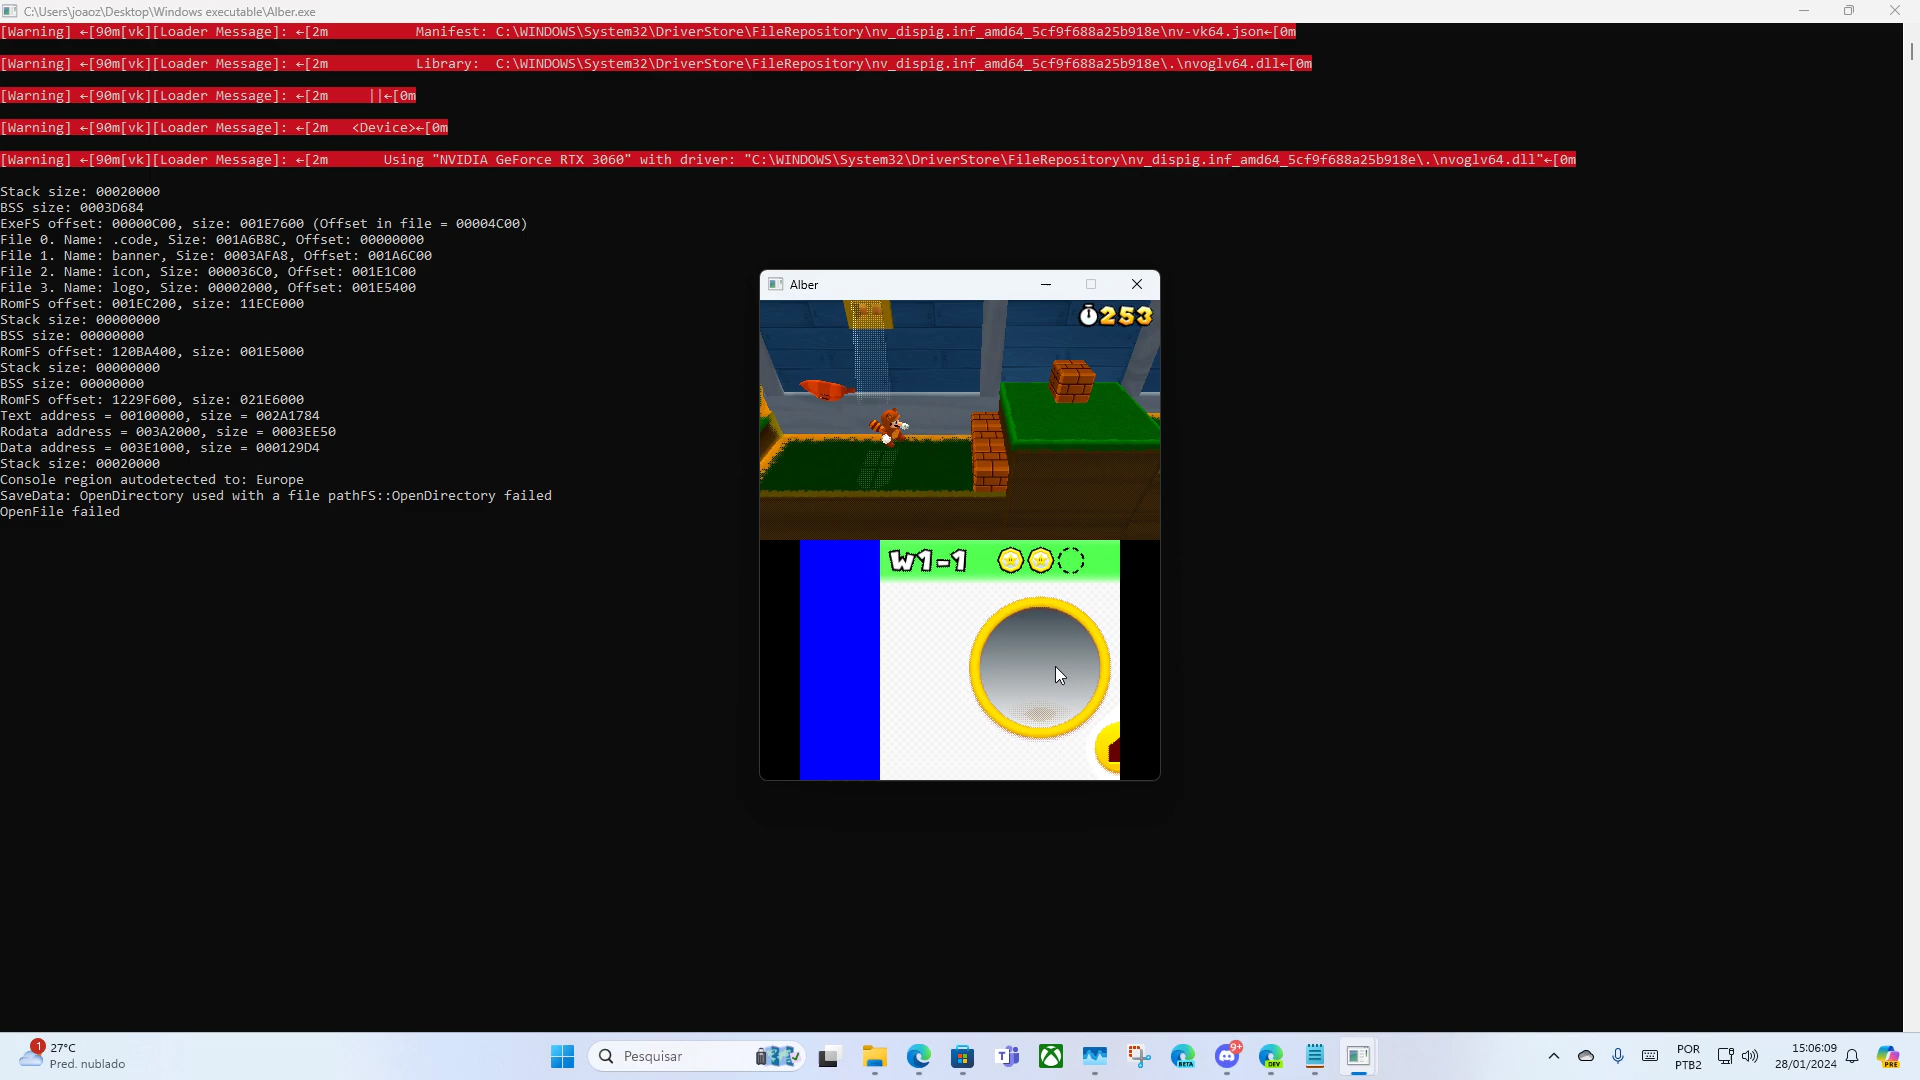 C:\Users\joaoz\Desktop\Windows executable\Alber.exe
[Warning] ←[90m[vk][Loader Message]: ←[2m           Manifest: C:\WINDOWS\System32\DriverStore\FileRepository\nv_dispig.inf_amd64_5cf9f688a25b918e\nv-vk64.json←[0m
[Warning] ←[90m[vk][Loader Message]: ←[2m           Library:  C:\WINDOWS\System32\DriverStore\FileRepository\nv_dispig.inf_amd64_5cf9f688a25b918e\.\nvoglv64.dll←[0m
[Warning] ←[90m[vk][Loader Message]: ←[2m     ||←[0m
[Warning] ←[90m[vk][Loader Message]: ←[2m   <Device>←[0m
[Warning] ←[90m[vk][Loader Message]: ←[2m       Using "NVIDIA GeForce RTX 3060" with driver: "C:\WINDOWS\System32\DriverStore\FileRepository\nv_dispig.inf_amd64_5cf9f688a25b918e\.\nvoglv64.dll"←[0m
Stack size: 00020000
BSS size: 0003D684
ExeFS offset: 00000C00, size: 001E7600 (Offset in file = 00004C00)
File 0. Name: .code, Size: 001A6B8C, Offset: 00000000
File 1. Name: banner, Size: 0003AFA8, Offset: 001A6C00
File 2. Name: icon, Size: 000036C0, Offset: 001E1C00
File 3. Name: logo, Size: 00002000, Offset: 001E5400
RomFS offset: 001EC200, size: 11ECE000
Stack size: 00000000
BSS size: 00000000
RomFS offset: 120BA400, size: 001E5000
Stack size: 00000000
BSS size: 00000000
RomFS offset: 1229F600, size: 021E6000
Text address = 00100000, size = 002A1784
Rodata address = 003A2000, size = 0003EE50
Data address = 003E1000, size = 000129D4
Stack size: 00020000
Console region autodetected to: Europe
SaveData: OpenDirectory used with a file pathFS::OpenDirectory failed
OpenFile failed
Alber
253
W1-1
1
27°C
Pred. nublado
Pesquisar
BETA
9+
DEV
POR
PTB2
15:06:09
28/01/2024
PRE